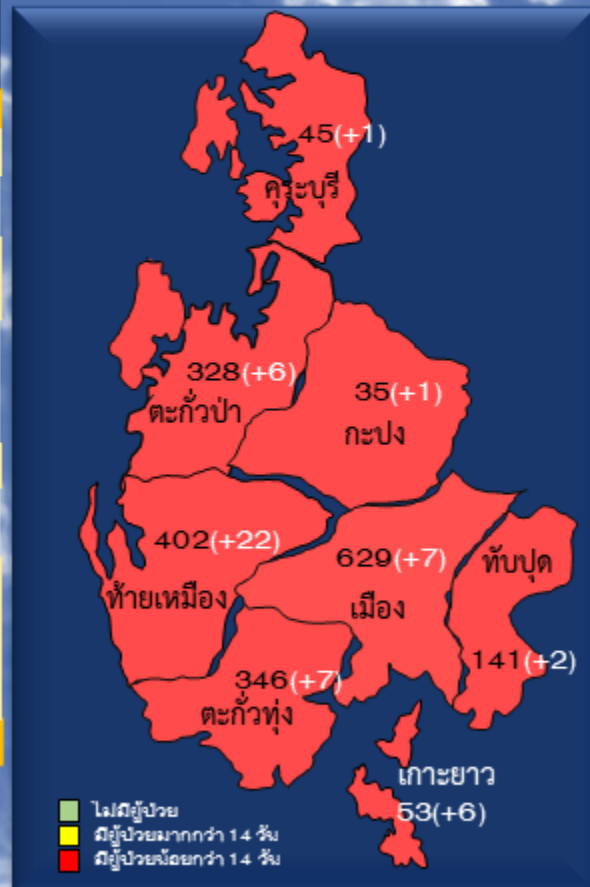 45(+1)
คุระบุรี
328(+6)
ตะกั่วป่า
35(+1)
กะปง
402(+22)
ท้ายเหมือง
629(+7)
เมือง
ทับปุด
141(+2)
346(+7)
ตะกั่วทุ่ง
เกาะยาว
53(+6)
ไม่มีผู้ป่วย
มีผู้ป่วยมากกว่า 14 วัน
มีผู้ป่วยน้อยกว่า 14 วัน